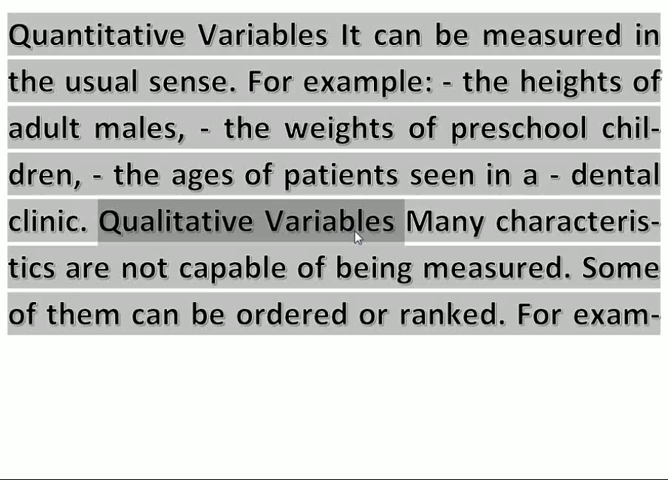 Quantitative Variables It can be measured in
the usual sense. For example: - the heights of
adult males, - the weights of preschool chil-
dren, - the ages of patients seen in a - dental
clinic. Qualitative Variables Many characteris-
tics are not capable of being measured. Some
of them can be ordered or ranked. For exam-